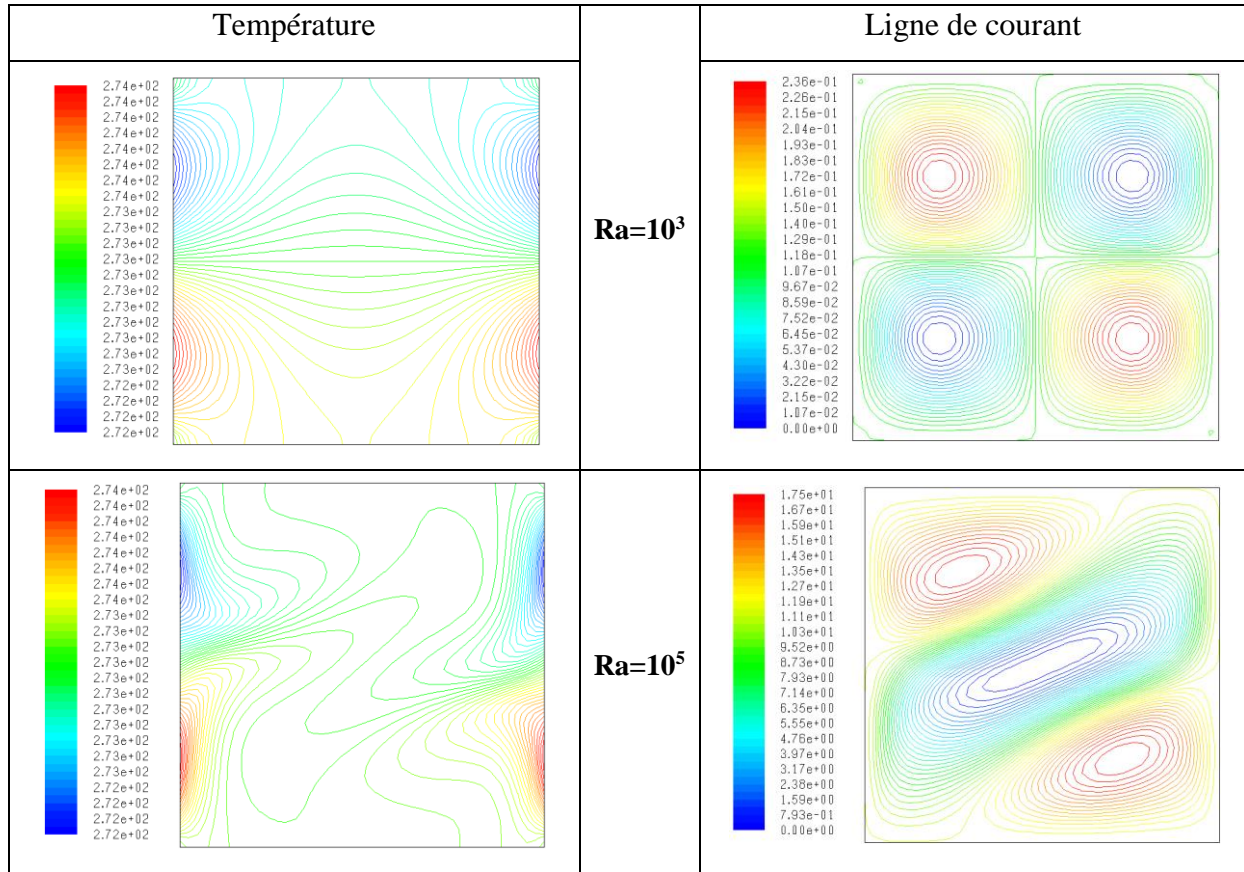 Température
Ligne de courant
2.74e+02
2.74e+02
2.74e+02
2.74e+02
2.74e+02
2.74e+02
2.74e+02
2.74e+02
2.73e+02
2.73e+02
2.73e+02
2.73e+02
2.73e+02
2.73e+02
2.73e+02
2.73e+02
2.73e+02
2.73e+02
2.73e+02
2.72e+02
2.72e+02
2.72e+02
2.72e+02
Ra=10³
2.36e-01
2.26e-01
2.15e-01
2.04e-01
1.93e-01
1.83e-01
1.72e-01
1.61e-01
1.50e-01
1.40e-01
1.29e-01
1.18e-01
1.07e-01
9.67e-02
8.59e-02
7.52e-02
6.45e-02
5.37e-02
4.30e-02
3.22e-02
2.15e-02
1.07e-02
0.00e+00
2.74e+02
2.74e+02
2.74e+02
2.74e+02
2.74e+02
2.74e+02
2.74e+02
2.74e+02
2.73e+02
2.73e+02
2.73e+02
2.73e+02
2.73e+02
2.73e+02
2.73e+02
2.73e+02
2.73e+02
2.73e+02
2.73e+02
2.72e+02
2.72e+02
2.72e+02
2.72e+02
Ra=10⁵
1.75e+01
1.67e+01
1.59e+01
1.51e+01
1.43e+01
1.35e+01
1.27e+01
1.19e+01
1.11e+01
1.03e+01
9.52e+00
8.73e+00
7.93e+00
7.14e+00
6.35e+00
5.55e+00
4.76e+00
3.97e+00
3.17e+00
2.38e+00
1.59e+00
7.93e-01
0.00e+00